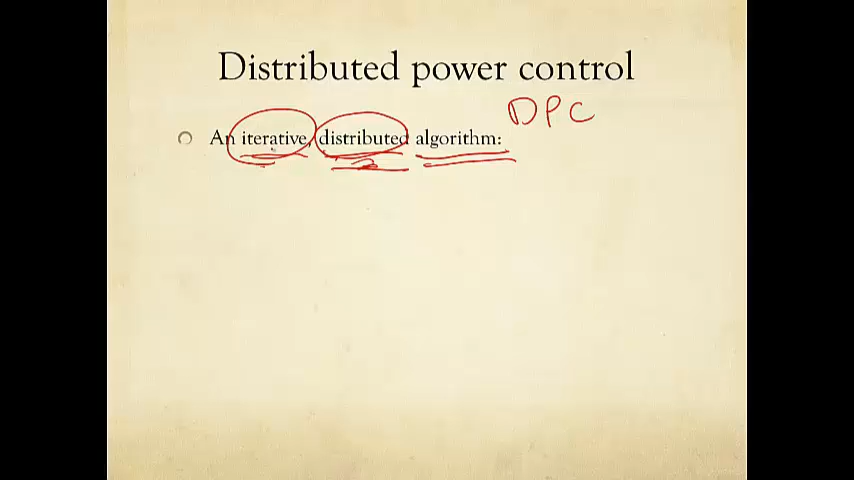 Distributed power control
DPC
An iterative, distributed algorithm: